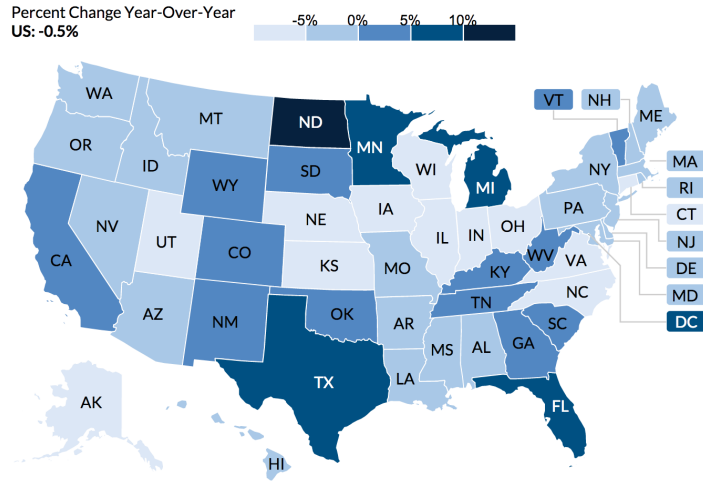 Percent Change Year-Over-Year
US: -0.5%
-5% 0% 5% 10%
WA
MT
ND
MN
VT NH
ME
OR
ID
WY
SD
WI
MI
NY
MA
RI
CT
NJ
DE
MD
DC
NV
UT
CO
NE
IA
IL
IN
OH
PA
CA
KS
MO
KY
WV
VA
AZ
NM
OK
AR
TN
NC
SC
TX
LA
MS
AL
GA
FL
AK
HI